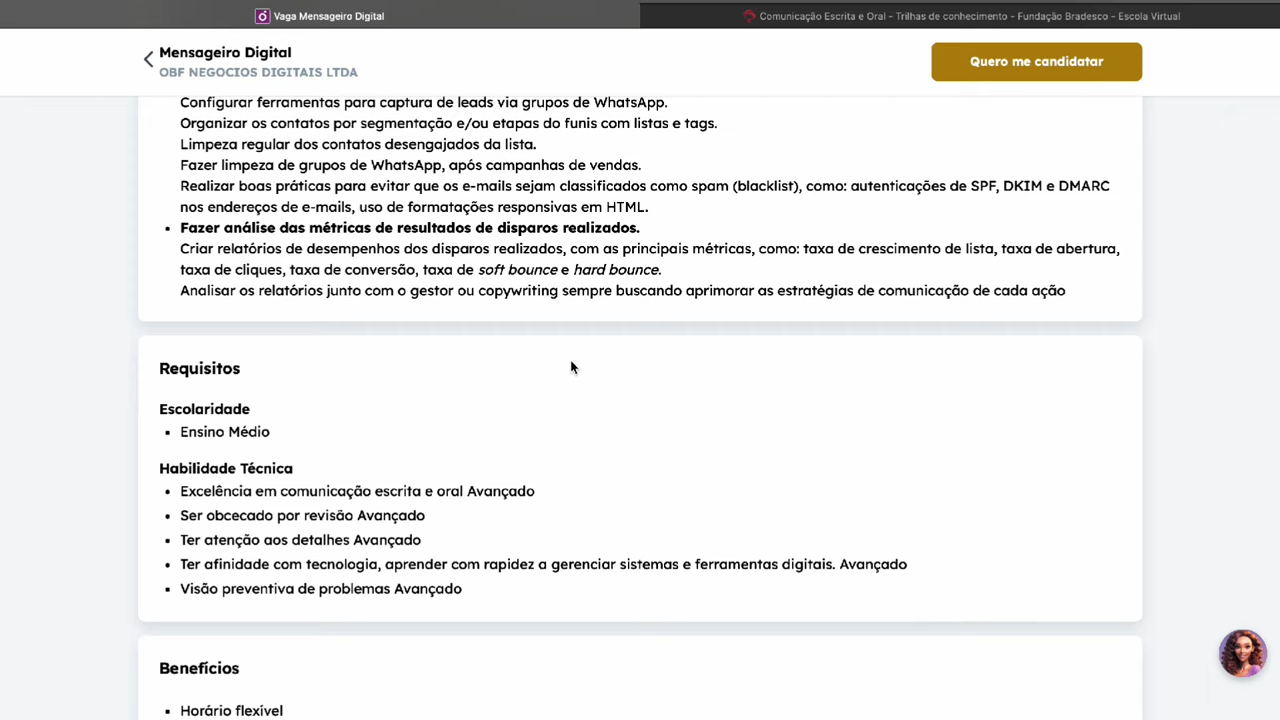 Vaga Mensageiro Digital
Comunicação Escrita e Oral - Trilhas de conhecimento - Fundação Bradesco - Escola Virtual
Mensageiro Digital
OBF NEGOCIOS DIGITAIS LTDA
Quero me candidatar
Configurar ferramentas para captura de leads via grupos de WhatsApp.
Organizar os contatos por segmentação e/ou etapas do funis com listas e tags.
Limpeza regular dos contatos desengajados da lista.
Fazer limpeza de grupos de WhatsApp, após campanhas de vendas.
Realizar boas práticas para evitar que os e-mails sejam classificados como spam (blacklist), como: autenticações de SPF, DKIM e DMARC
nos endereços de e-mails, uso de formatações responsivas em HTML.
Fazer análise das métricas de resultados de disparos realizados.
Criar relatórios de desempenhos dos disparos realizados, com as principais métricas, como: taxa de crescimento de lista, taxa de abertura,
taxa de cliques, taxa de conversão, taxa de soft bounce e hard bounce.
Analisar os relatórios junto com o gestor ou copywriting sempre buscando aprimorar as estratégias de comunicação de cada ação
Requisitos
Escolaridade
Ensino Médio
Habilidade Técnica
Excelência em comunicação escrita e oral Avançado
Ser obcecado por revisão Avançado
Ter atenção aos detalhes Avançado
Ter afinidade com tecnologia, aprender com rapidez a gerenciar sistemas e ferramentas digitais. Avançado
Visão preventiva de problemas Avançado
Benefícios
Horário flexível